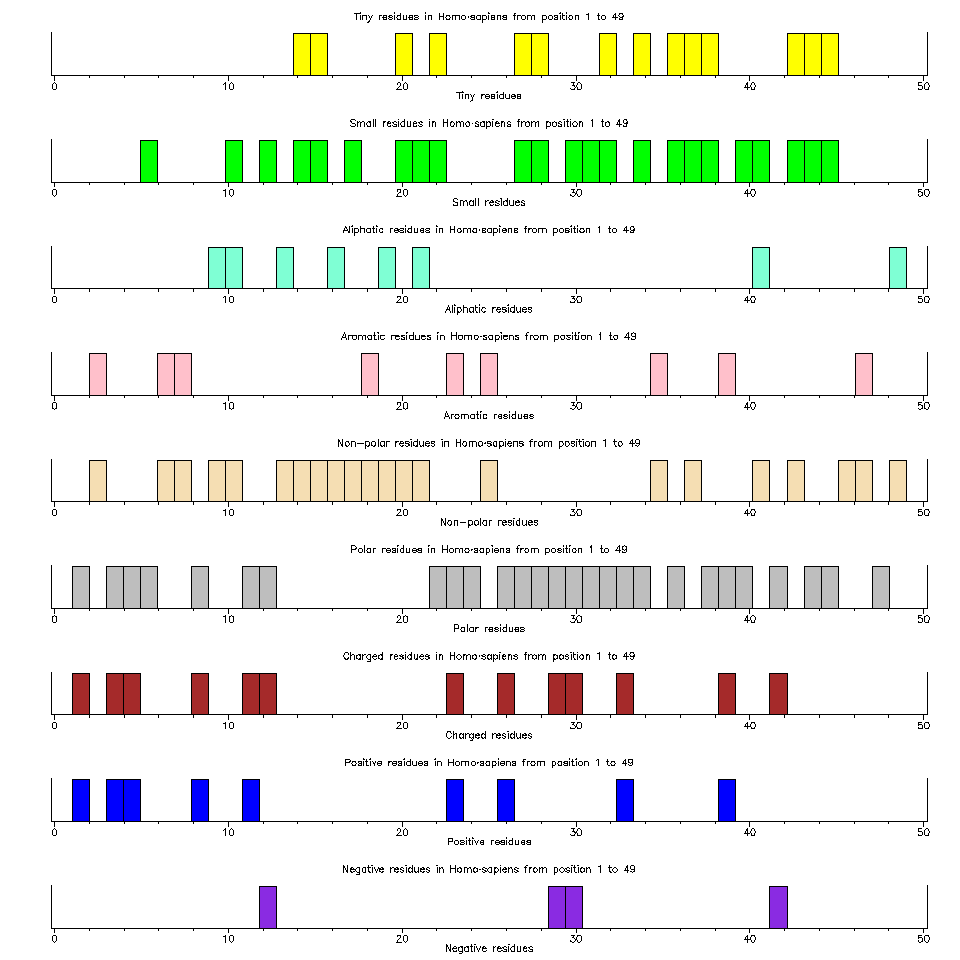 Tiny residues in Homo-sapiens from position 1 to 49
0 10 20 30 40 50
Tiny residues
Small residues in Homo-sapiens from position 1 to 49
0 10 20 30 40 50
Small residues
Aliphatic residues in Homo-sapiens from position 1 to 49
0 10 20 30 40 50
Aliphatic residues
Aromatic residues in Homo-sapiens from position 1 to 49
0 10 20 30 40 50
Aromatic residues
Non-polar residues in Homo-sapiens from position 1 to 49
0 10 20 30 40 50
Non-polar residues
Polar residues in Homo-sapiens from position 1 to 49
0 10 20 30 40 50
Polar residues
Charged residues in Homo-sapiens from position 1 to 49
0 10 20 30 40 50
Charged residues
Positive residues in Homo-sapiens from position 1 to 49
0 10 20 30 40 50
Positive residues
Negative residues in Homo-sapiens from position 1 to 49
0 10 20 30 40 50
Negative residues